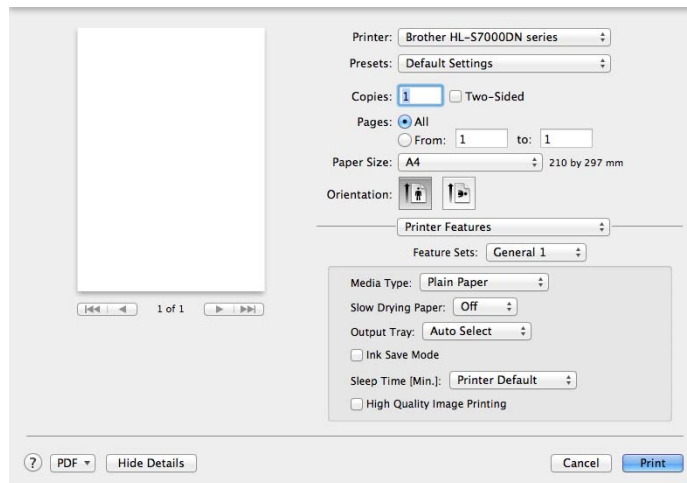 Printer: Brother HL-S7000DN series
Presets: Default Settings
Copies: 1 Two-Sided
Pages: All
From: 1 to: 1
Paper Size: A4 210 by 297 mm
Orientation:
Printer Features
Feature Sets: General 1
Media Type: Plain Paper
Slow Drying Paper: Off
Output Tray: Auto Select
Ink Save Mode
Sleep Time [Min.]: Printer Default
High Quality Image Printing
1 of 1
? PDF Hide Details Cancel Print